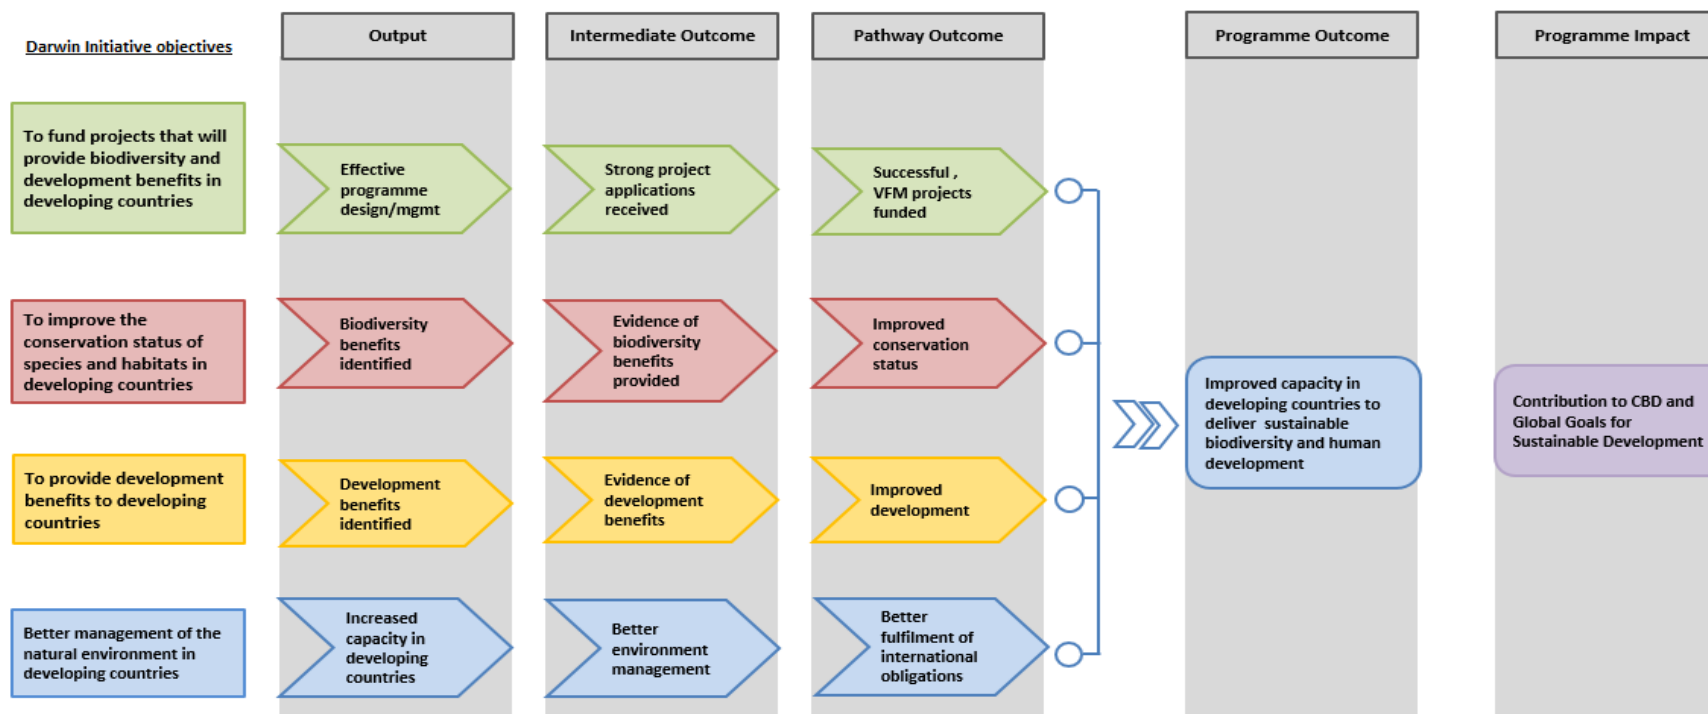 Darwin Initiative objectives
Output
Intermediate Outcome
Pathway Outcome
Programme Outcome
Programme Impact
To fund projects that will
provide biodiversity and
development benefits in
developing countries
Effective
programme
design/mgmt
Strong project
applications
received
Successful ,
VFM projects
funded
To improve the
conservation status of
species and habitats in
developing countries
Biodiversity
benefits
identified
Evidence of
biodiversity
benefits
provided
Improved
conservation
status
To provide development
benefits to developing
countries
Development
benefits
identified
Evidence of
development
benefits
Improved
development
Better management of the
natural environment in
developing countries
Increased
capacity in
developing
countries
Better
environment
management
Better
fulfilment of
international
obligations
Improved capacity in
developing countries to
deliver sustainable
biodiversity and human
development
Contribution to CBD and
Global Goals for
Sustainable Development